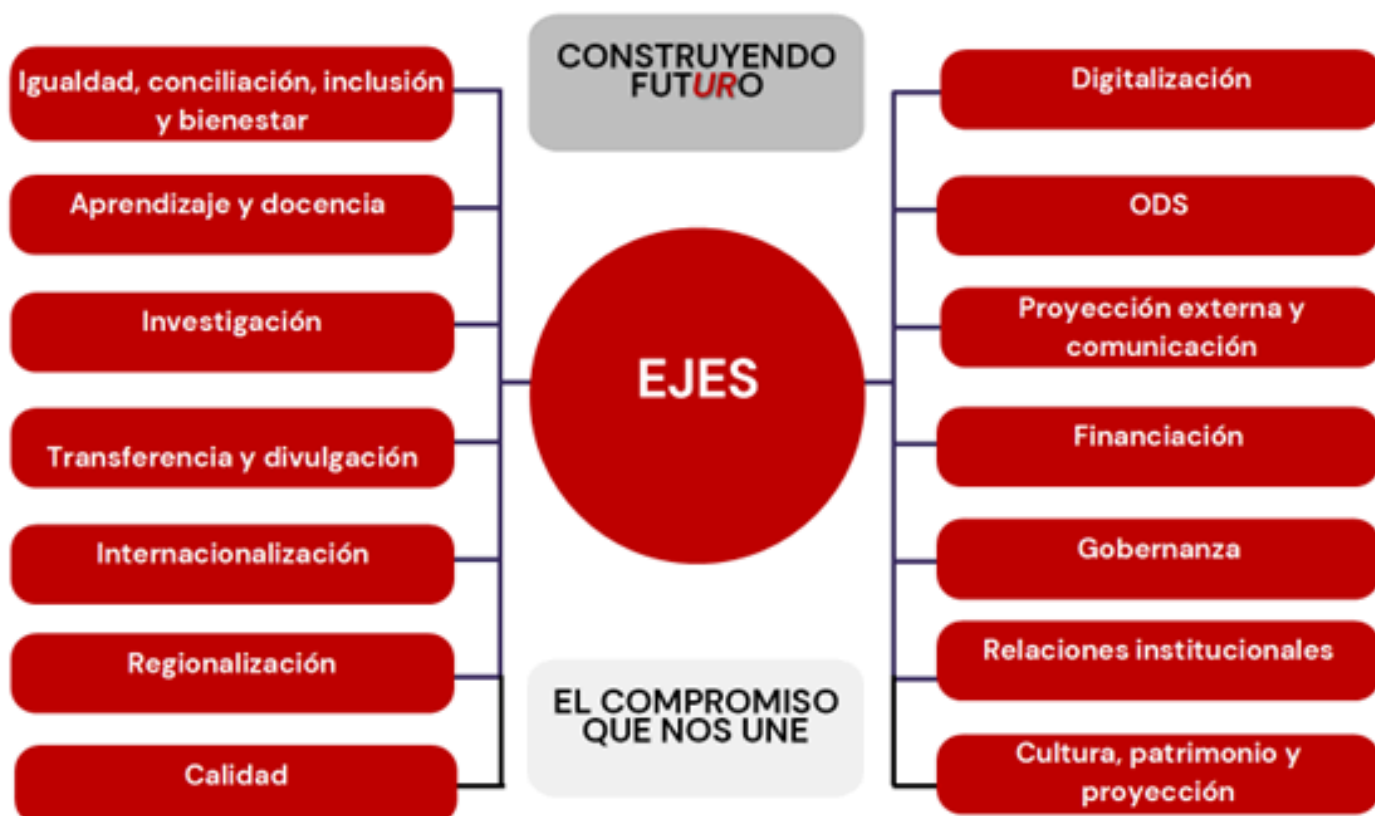 CONSTRUYENDO
FUTURO
Igualdad, conciliación, inclusión
y bienestar
Aprendizaje y docencia
Investigación
Transferencia y divulgación
Internacionalización
Regionalización
Calidad
EJES
EL COMPROMISO
QUE NOS UNE
Digitalización
ODS
Proyección externa y
comunicación
Financiación
Gobernanza
Relaciones institucionales
Cultura, patrimonio y
proyección